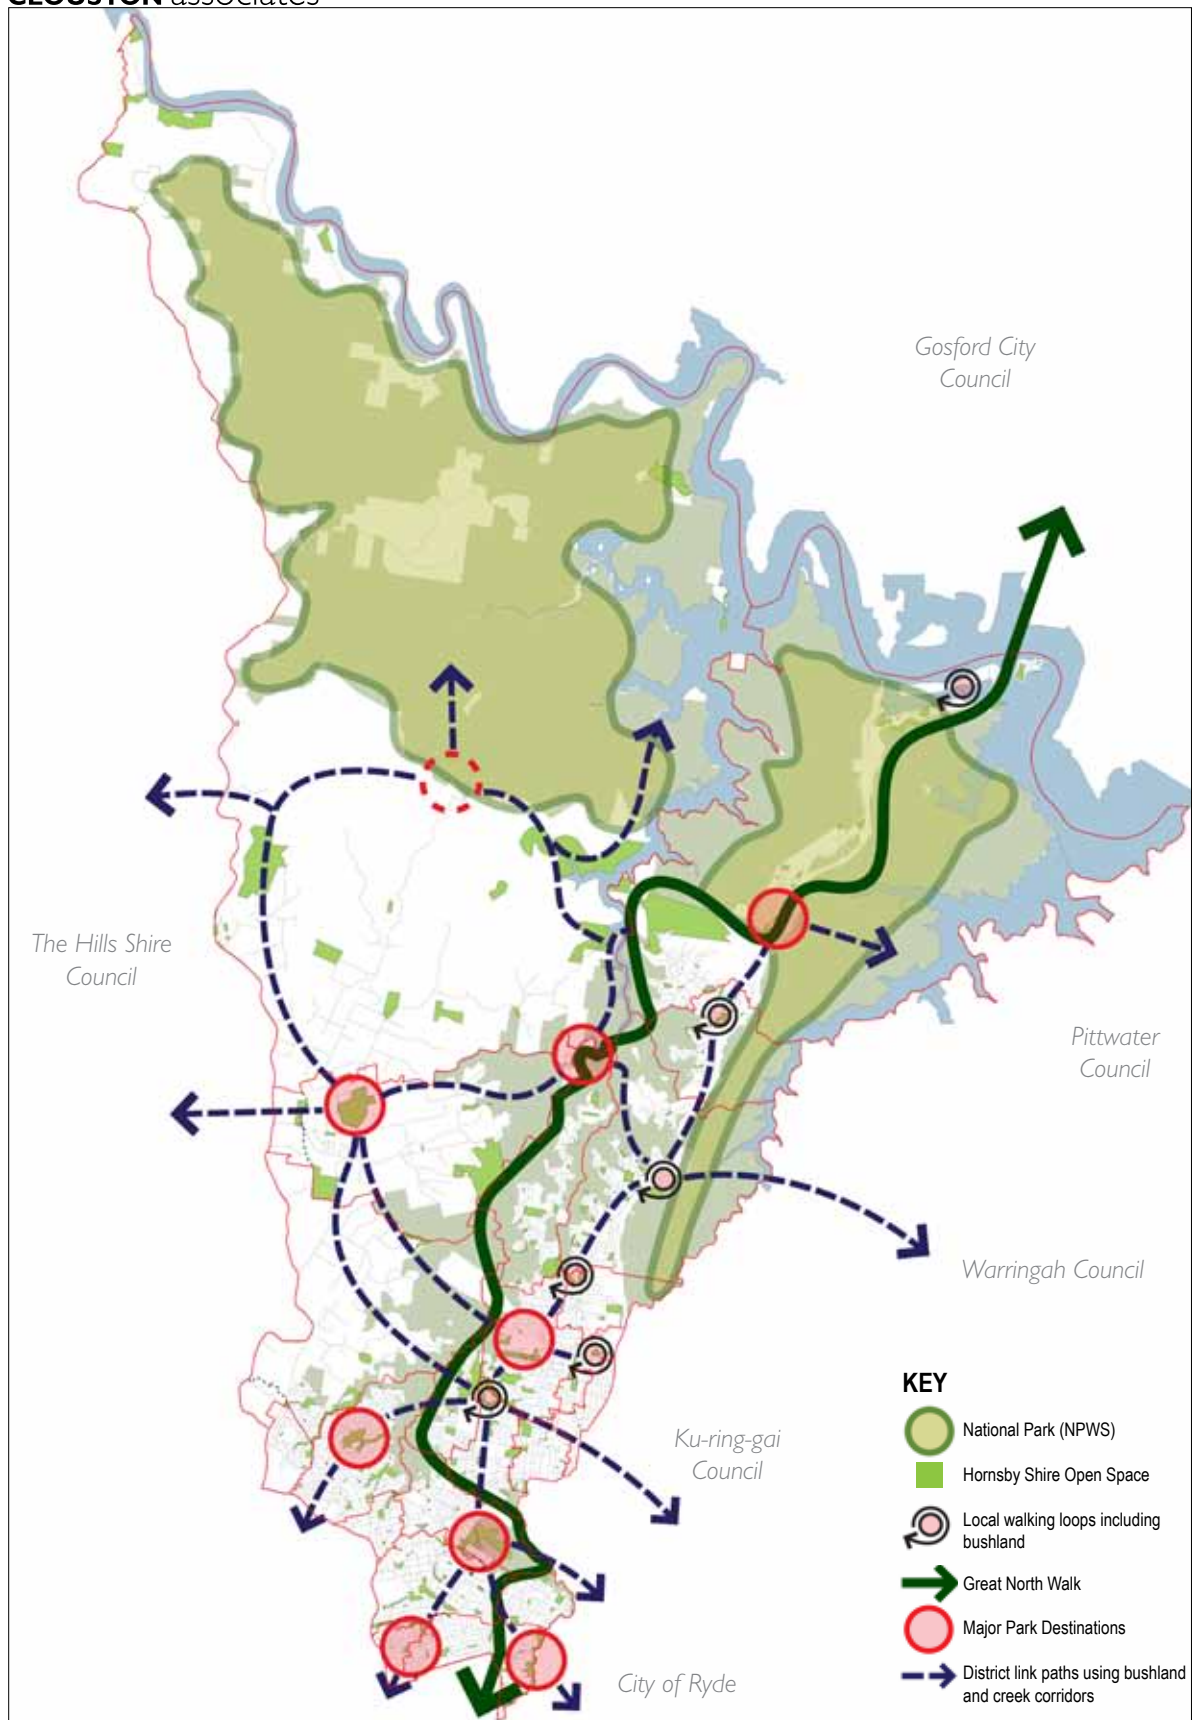 CLOUSTON associates
Gosford City
Council
The Hills Shire
Council
Pittwater
Council
Warringah Council
Ku-ring-gai
Council
City of Ryde
KEY
National Park (NPWS)
Hornsby Shire Open Space
Local walking loops including
bushland
Great North Walk
Major Park Destinations
District link paths using bushland
and creek corridors